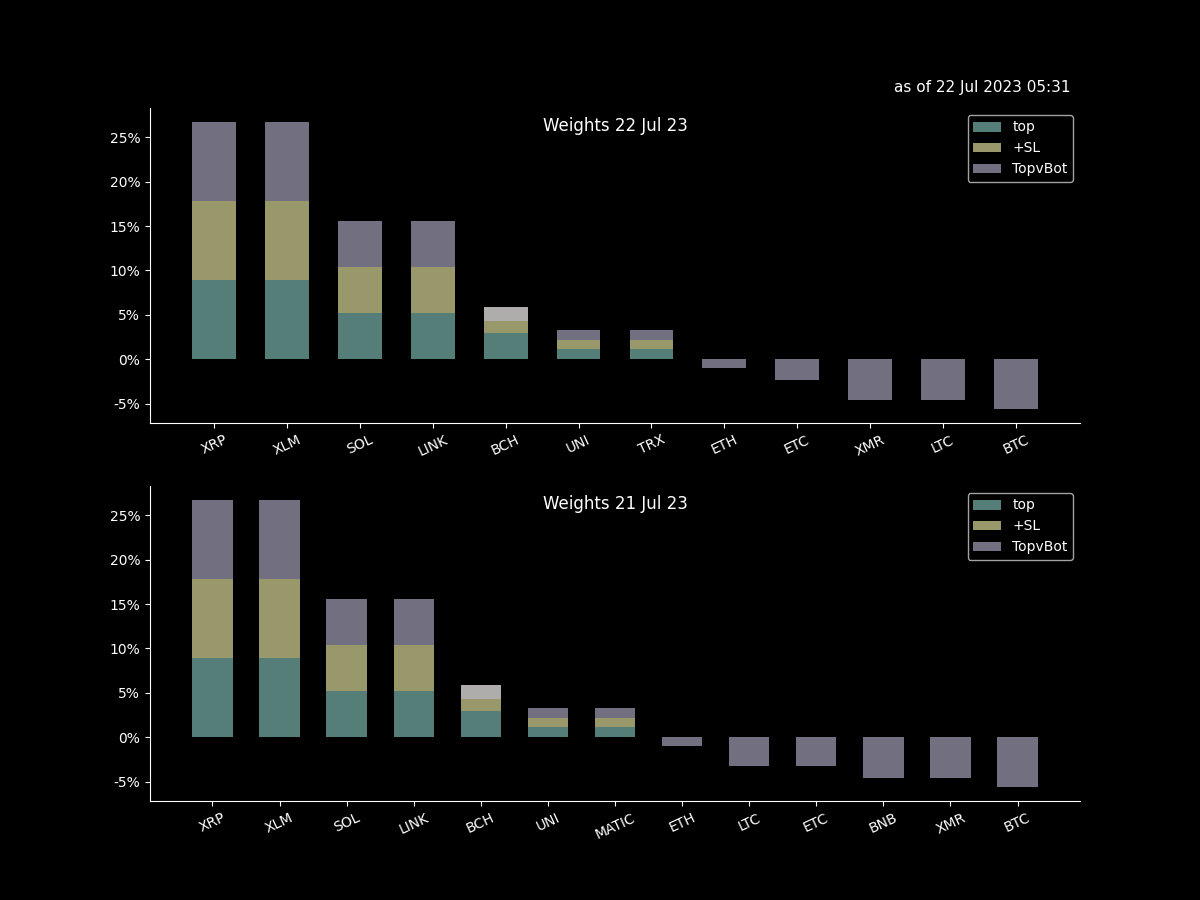 as of 22 Jul 2023 05:31
Weights 22 Jul 23
top
+SL
TopvBot
25%
20%
15%
10%
5%
0%
-5%
XRP XLM SOL LINK BCH UNI TRX ETH ETC XMR LTC BTC
Weights 21 Jul 23
top
+SL
TopvBot
25%
20%
15%
10%
5%
0%
-5%
XRP XLM SOL LINK BCH UNI MATIC ETH LTC ETC BNB XMR BTC